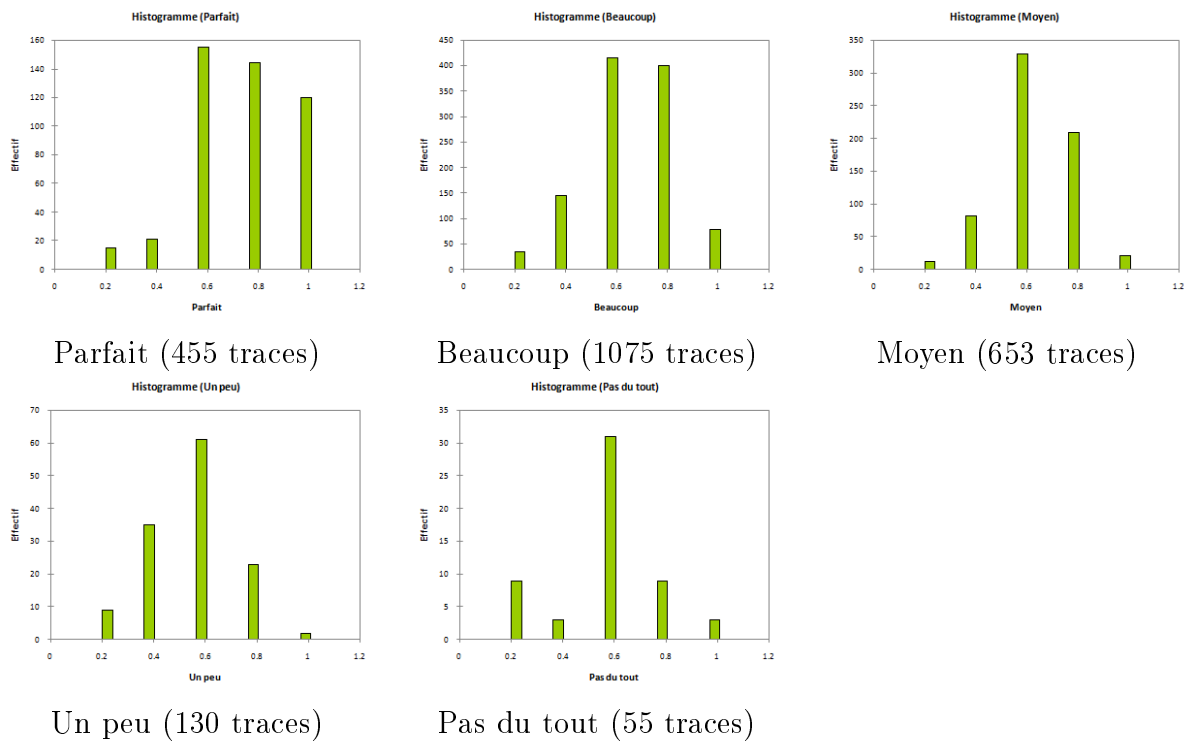 Histogramme (Parfait)
160
140
120
100
80
60
40
20
0
Effectif
0 0.2 0.4 0.6 0.8 1 1.2
Parfait
Histogramme (Beaucoup)
450
400
350
300
250
200
150
100
50
0
Effectif
0 0.2 0.4 0.6 0.8 1 1.2
Beaucoup
Histogramme (Moyen)
350
300
250
200
150
100
50
0
Effectif
0 0.2 0.4 0.6 0.8 1 1.2
Moyen
Parfait (455 traces)
Beaucoup (1075 traces)
Moyen (653 traces)
Histogramme (Un peu)
70
60
50
40
30
20
10
0
Effectif
0 0.2 0.4 0.6 0.8 1 1.2
Un peu
Histogramme (Pas du tout)
35
30
25
20
15
10
5
0
Effectif
0 0.2 0.4 0.6 0.8 1 1.2
Pas du tout
Un peu (130 traces)
Pas du tout (55 traces)